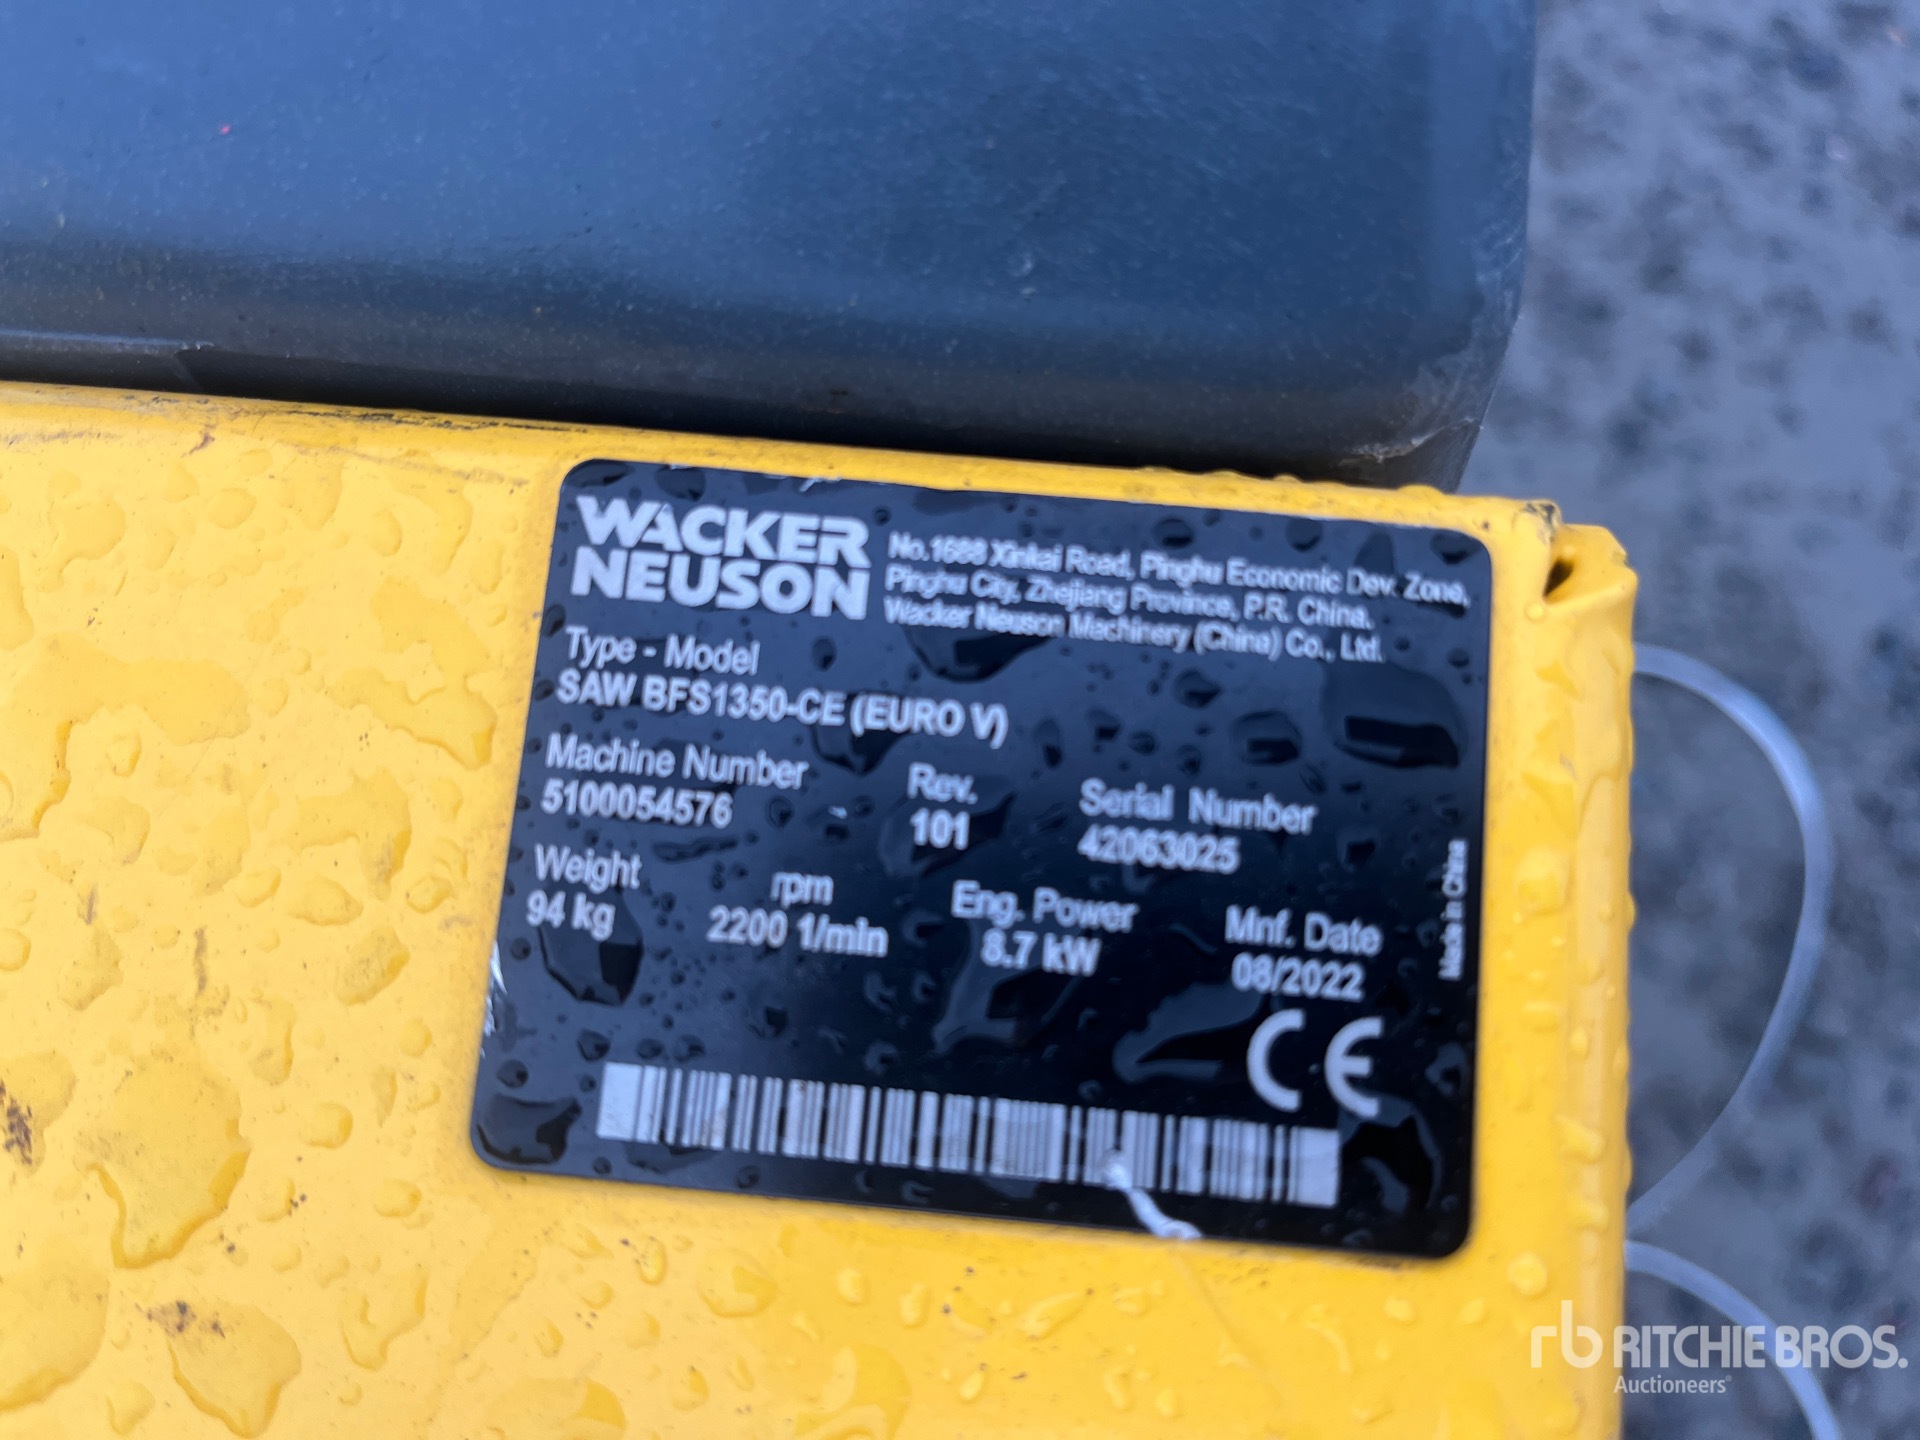 WACKER
NEUSON
No.1688 Xinkai Road, Pinghu Economic Dev. Zone,
Pinghu City, Zhejiang Province, P.R. China.
Wacker Neuson Machinery (China) Co., Ltd.
Type - Model
SAW BFS1350-CE (EURO V)
Machine Number Rev. Serial Number
5100054576 101 42063025
Weight rpm Eng. Power Mnf. Date
94 kg 2200 1/min 8.7 kW 08/2022
Made in China
CE
rb RITCHIE BROS.
Auctioneers